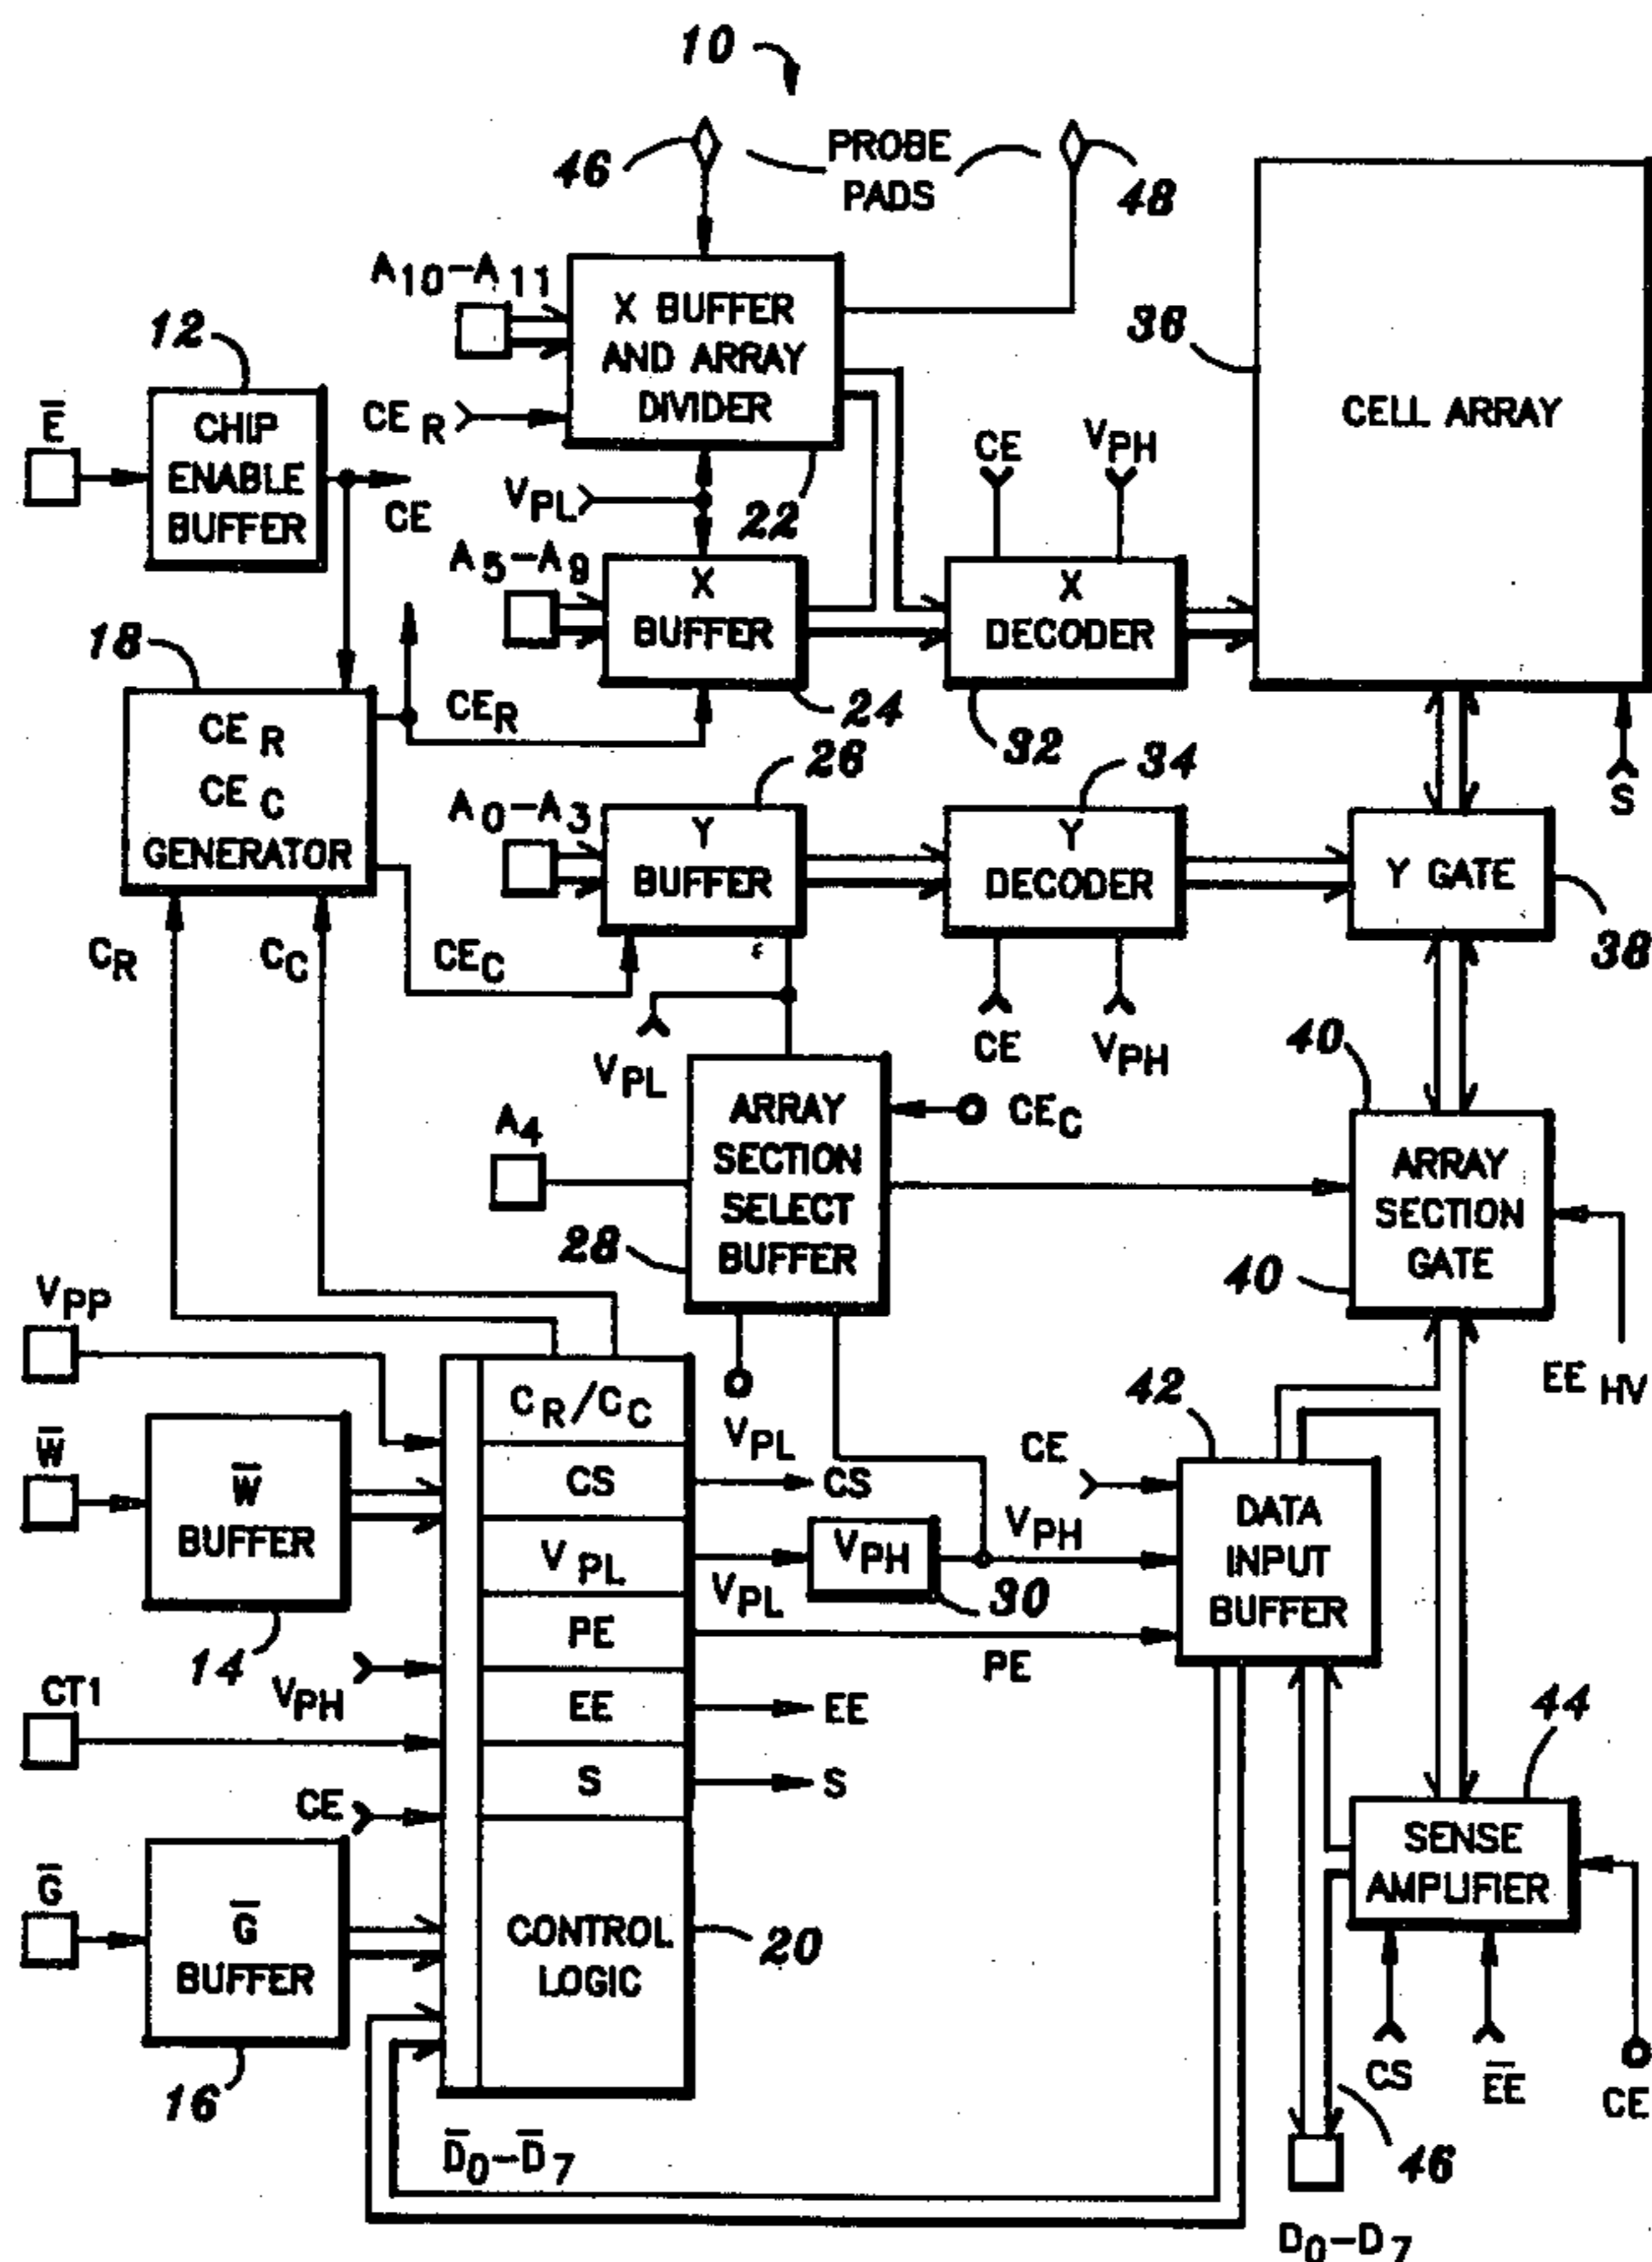 10
46
PROBE
PADS
48
A10-A11
X BUFFER
AND ARRAY
DIVIDER
22
36
CELL ARRAY
12
E̅
CHIP
ENABLE
BUFFER
CE
CER
VPL
CE
VPH
A5-A9
X
BUFFER
24
X
DECODER
32
S
18
CER
CEC
GENERATOR
CER
26
34
A0-A3
Y
BUFFER
Y
DECODER
Y GATE
38
CR
CC
CEC
VPL
CE
VPH
40
A4
ARRAY
SECTION
SELECT
BUFFER
CEC
28
ARRAY
SECTION
GATE
40
VPP
EE HV
VPL
42
CR/CC
W̅
W̅
BUFFER
14
CS
CS
CE
VPL
VPL
VPH
30
VPH
DATA
INPUT
BUFFER
PE
PE
VPH
CT1
EE
EE
44
S
S
CE
G̅
G̅
BUFFER
16
CONTROL
LOGIC
20
SENSE
AMPLIFIER
CS
E̅E̅
CE
46
D̅0-D̅7
D0-D7